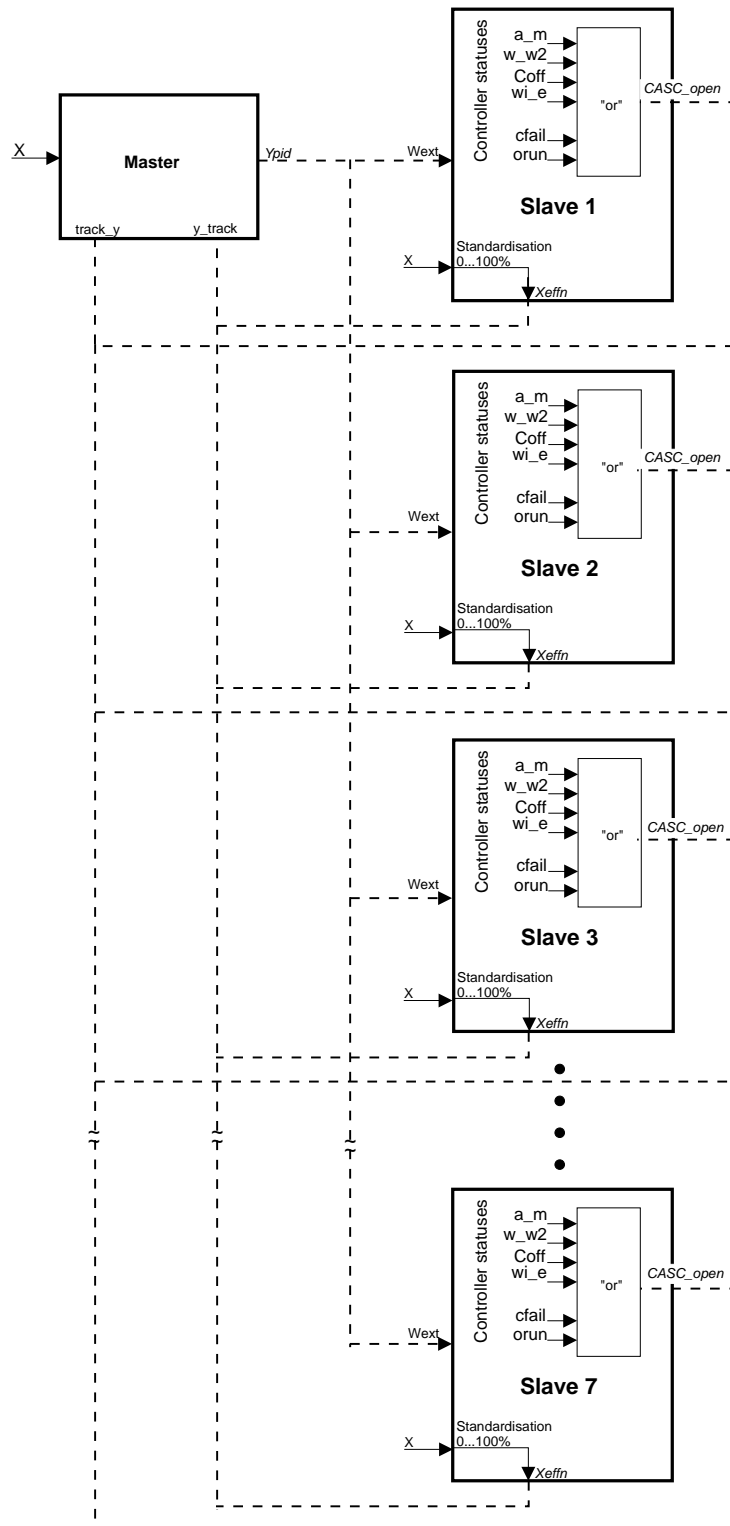 a_m
w_w2
Coff
wi_e
cfail
orun
Controller statuses
"or"
CASC_open
X
Master
Ypid
Wext
track_y
y_track
Slave 1
Standardisation
X
0...100%
Xeffn
a_m
w_w2
Coff
wi_e
cfail
orun
Controller statuses
"or"
CASC_open
Wext
Slave 2
Standardisation
X
0...100%
Xeffn
a_m
w_w2
Coff
wi_e
cfail
orun
Controller statuses
"or"
CASC_open
Wext
Slave 3
Standardisation
X
0...100%
Xeffn
a_m
w_w2
Coff
wi_e
cfail
orun
Controller statuses
"or"
CASC_open
Wext
Slave 7
Standardisation
X
0...100%
Xeffn